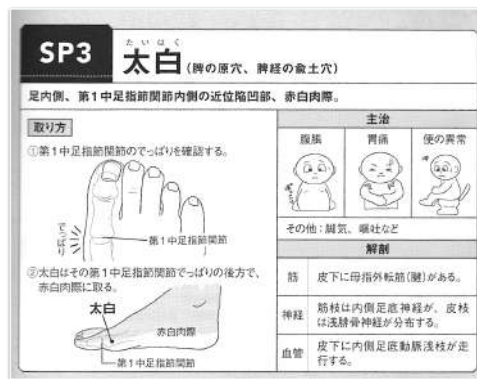 たいはく
SP3 太白 (脾の原穴、脾経の兪土穴)
足内側、第1中足指節関節内側の近位陥凹部、赤白肉際。
取り方
①第1中足指節関節のでっぱりを確認する。
でっぱり
第1中足指節関節
②太白はその第1中足指節関節でっぱりの後方で、
赤白肉際に取る。
太白
赤白肉際
第1中足指節関節
主治
腹脹 胃痛 便の異常
その他：脚気、嘔吐など
解剖
筋 皮下に母指外転筋(腱)がある。
神経 筋枝は内側足底神経が、皮枝
は浅腓骨神経が分布する。
血管 皮下に内側足底動脈浅枝が走
行する。